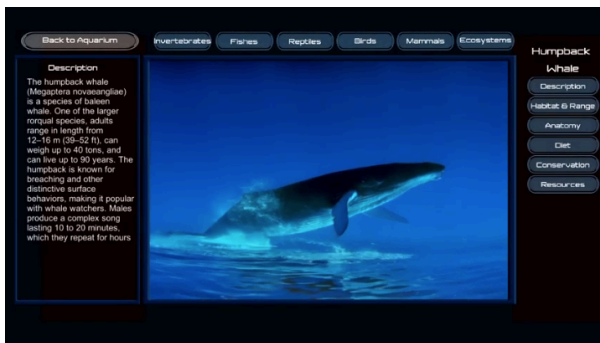 Back to Aquarium
Invertebrates
Fishes
Reptiles
Birds
Mammals
Ecosystems
Description
The humpback whale
(Megaptera novaeangliae)
is a species of baleen
whale. One of the larger
rorqual species, adults
range in length from
12–16 m (39–52 ft), can
weigh up to 40 tons, and
can live up to 90 years. The
humpback is known for
breaching and other
distinctive surface
behaviors, making it popular
with whale watchers. Males
produce a complex song
lasting 10 to 20 minutes,
which they repeat for hours
Humpback
Whale
Description
Habitat & Range
Anatomy
Diet
Conservation
Resources